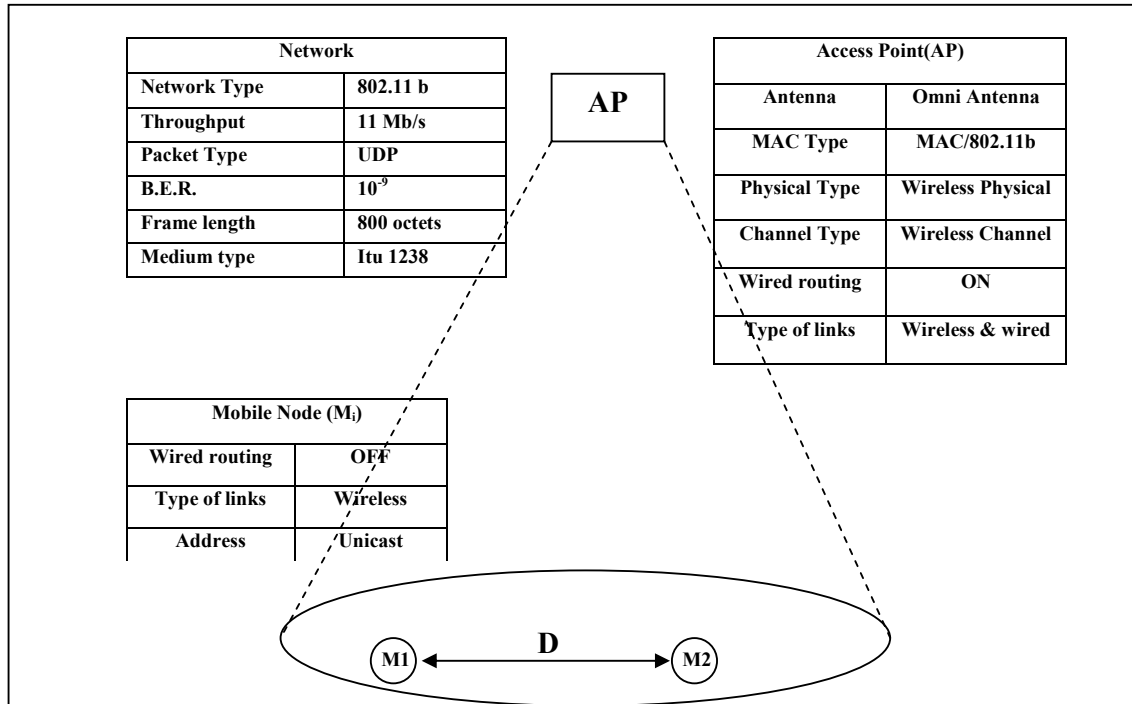 Network
Network Type 802.11 b
Throughput 11 Mb/s
Packet Type UDP
B.E.R. 10⁻⁹
Frame length 800 octets
Medium type Itu 1238
AP
Access Point(AP)
Antenna Omni Antenna
MAC Type MAC/802.11b
Physical Type Wireless Physical
Channel Type Wireless Channel
Wired routing ON
Type of links Wireless & wired
Mobile Node (Mᵢ)
Wired routing OFF
Type of links Wireless
Address Unicast
D
M1 M2